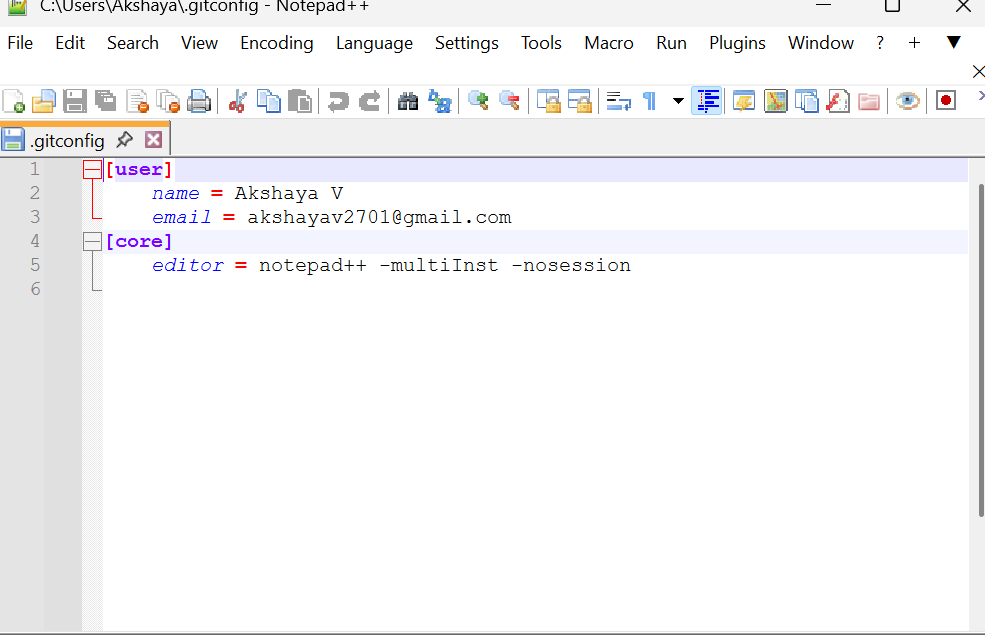 C:\Users\Akshaya\.gitconfig - Notepad++
File Edit Search View Encoding Language Settings Tools Macro Run Plugins Window ? + ▼
.gitconfig
1 [user]
2 name = Akshaya V
3 email = akshayav2701@gmail.com
4 [core]
5 editor = notepad++ -multiInst -nosession
6